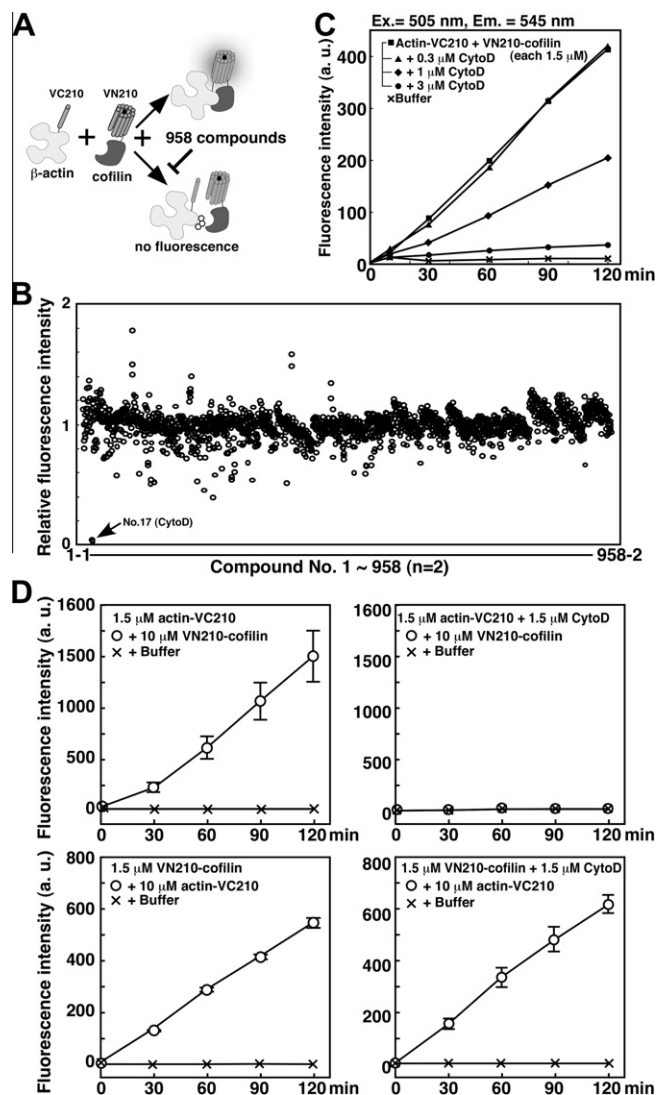 A
VC210 VN210
β-actin cofilin
958 compounds
no fluorescence
C
Ex.= 505 nm, Em. = 545 nm
Fluorescence intensity (a. u.)
400
300
200
100
0
Actin-VC210 + VN210-cofilin
(each 1.5 μM)
+ 0.3 μM CytoD
+ 1 μM CytoD
+ 3 μM CytoD
Buffer
0 30 60 90 120 min
B
Relative fluorescence intensity
2
1
0
No.17 (CytoD)
1-1 958-2
Compound No. 1 ~ 958 (n=2)
D
Fluorescence intensity (a. u.)
1600
1500
1000
500
0
1.5 μM actin-VC210
+ 10 μM VN210-cofilin
+ Buffer
0 30 60 90 120 min
1600
1500
1000
500
0
1.5 μM actin-VC210 + 1.5 μM CytoD
+ 10 μM VN210-cofilin
+ Buffer
0 30 60 90 120 min
Fluorescence intensity (a. u.)
800
600
400
200
0
1.5 μM VN210-cofilin
+ 10 μM actin-VC210
+ Buffer
0 30 60 90 120 min
800
600
400
200
0
1.5 μM VN210-cofilin + 1.5 μM CytoD
+ 10 μM actin-VC210
+ Buffer
0 30 60 90 120 min